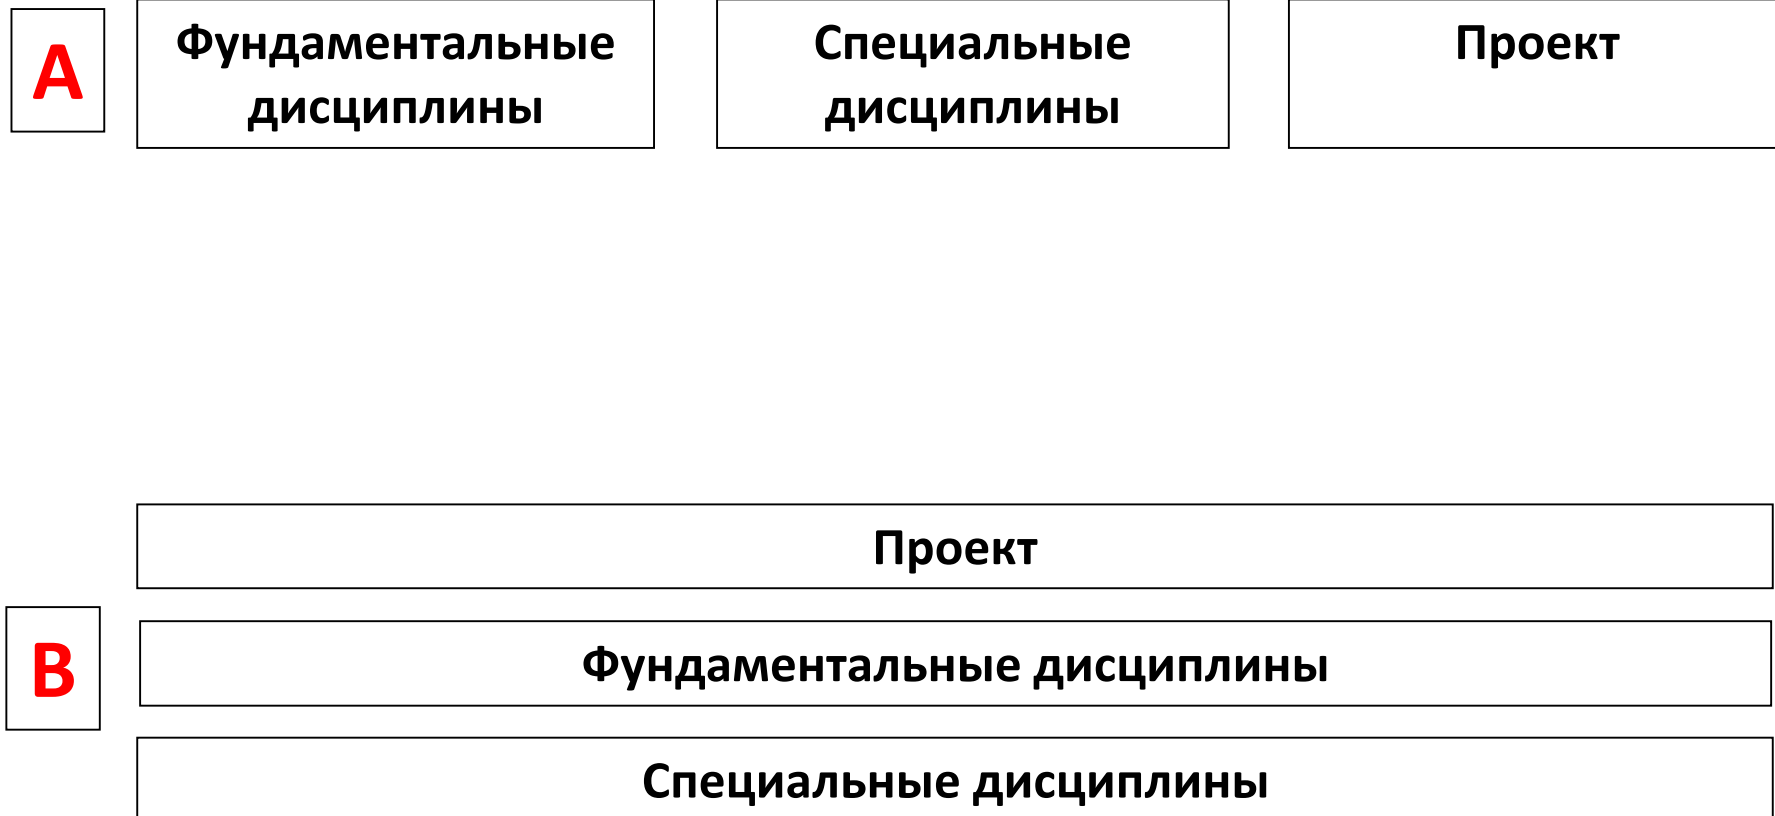 А
Фундаментальные
дисциплины
Специальные
дисциплины
Проект
Проект
В
Фундаментальные дисциплины
Специальные дисциплины